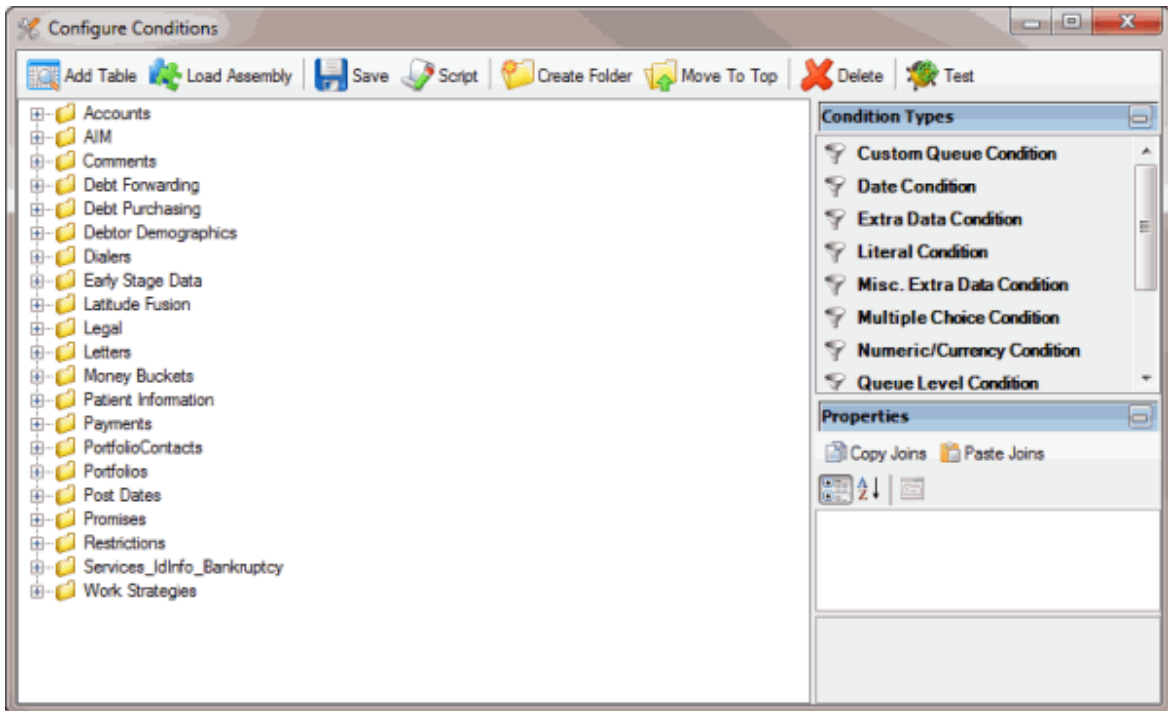 Configure Conditions
Add Table Load Assembly Save Script Create Folder Move To Top Delete Test
Accounts
AIM
Comments
Debt Forwarding
Debt Purchasing
Debtor Demographics
Dialers
Early Stage Data
Latitude Fusion
Legal
Letters
Money Buckets
Patient Information
Payments
PortfolioContacts
Portfolios
Post Dates
Promises
Restrictions
Services_IdInfo_Bankruptcy
Work Strategies
Condition Types
Custom Queue Condition
Date Condition
Extra Data Condition
Literal Condition
Misc. Extra Data Condition
Multiple Choice Condition
Numeric/Currency Condition
Queue Level Condition
Properties
Copy Joins Paste Joins